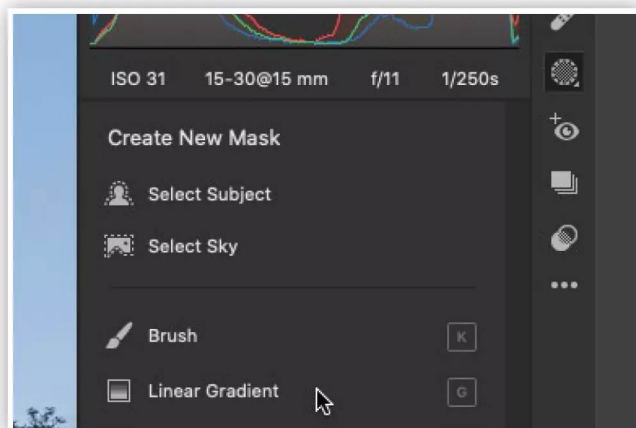 ISO 31 15-30@15 mm f/11 1/250s
Create New Mask
Select Subject
Select Sky
Brush K
Linear Gradient G